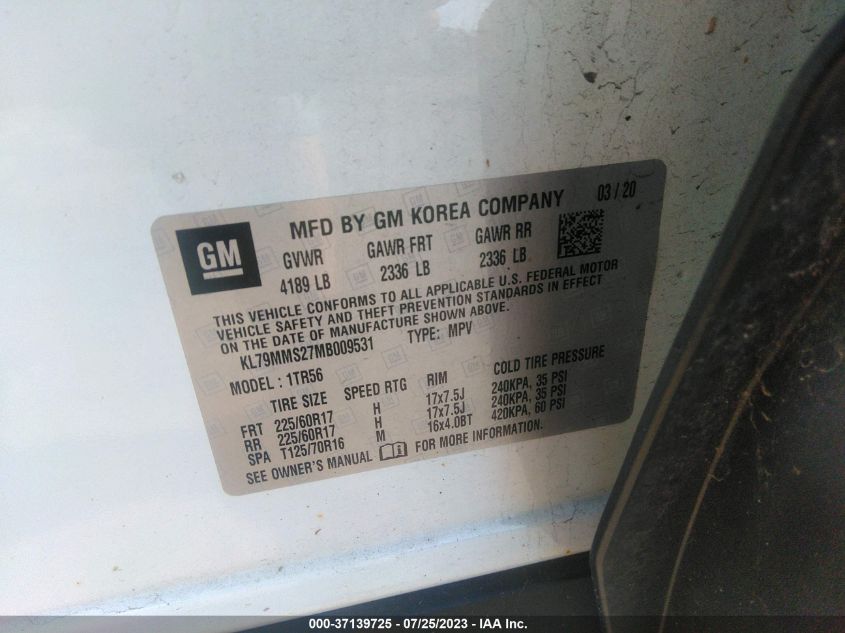 MFD BY GM KOREA COMPANY 03 / 20
GM
GVWR GAWR FRT GAWR RR
4189 LB 2336 LB 2336 LB
THIS VEHICLE CONFORMS TO ALL APPLICABLE U.S. FEDERAL MOTOR
VEHICLE SAFETY AND THEFT PREVENTION STANDARDS IN EFFECT
ON THE DATE OF MANUFACTURE SHOWN ABOVE.
KL79MMS27MB009531 TYPE: MPV
MODEL : 1TR56
TIRE SIZE SPEED RTG RIM COLD TIRE PRESSURE
FRT 225/60R17 H 17x7.5J 240KPA, 35 PSI
RR 225/60R17 H 17x7.5J 240KPA, 35 PSI
SPA T125/70R16 M 16x4.0BT 420KPA, 60 PSI
SEE OWNER'S MANUAL FOR MORE INFORMATION.
000-37139725 - 07/25/2023 - IAA Inc.